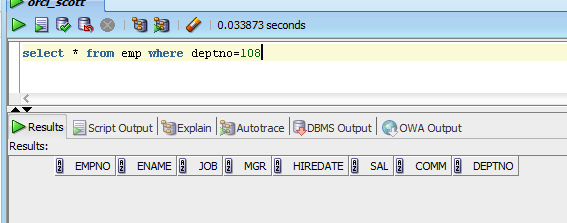 orcl_scott
0.033873 seconds
select * from emp where deptno=108
Results Script Output Explain Autotrace DBMS Output OWA Output
Results:
EMPNO ENAME JOB MGR HIREDATE SAL COMM DEPTNO